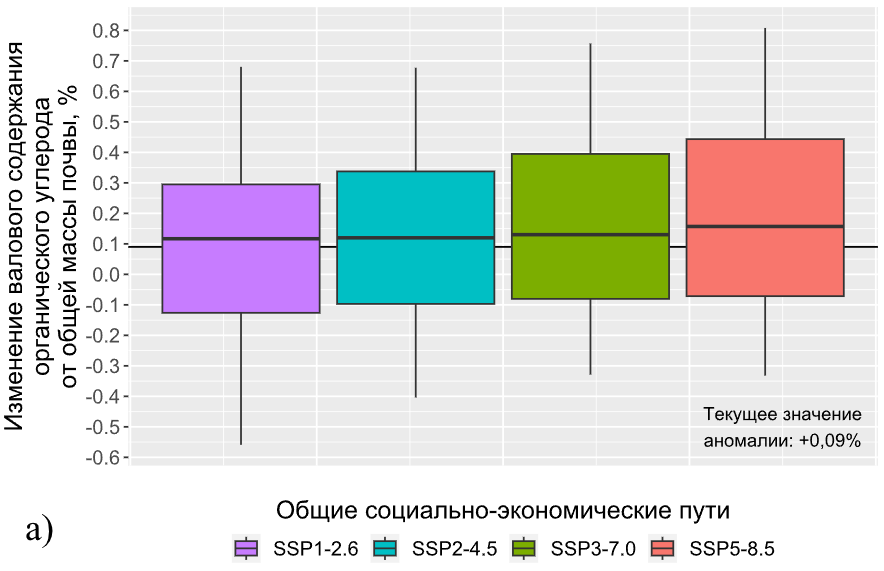 Изменение валового содержания
органического углерода
от общей массы почвы, %
0.8
0.7
0.6
0.5
0.4
0.3
0.2
0.1
0.0
-0.1
-0.2
-0.3
-0.4
-0.5
-0.6
Текущее значение
аномалии: +0,09%
Общие социально-экономические пути
а)
SSP1-2.6 SSP2-4.5 SSP3-7.0 SSP5-8.5